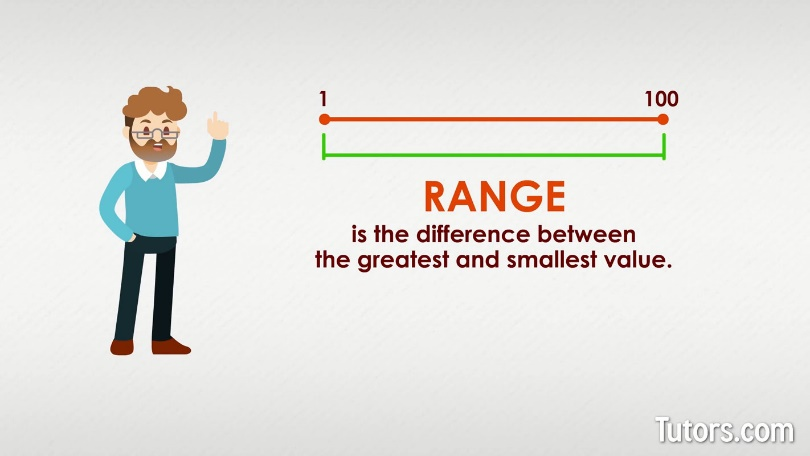 1 100
RANGE
is the difference between
the greatest and smallest value.
Tutors.com